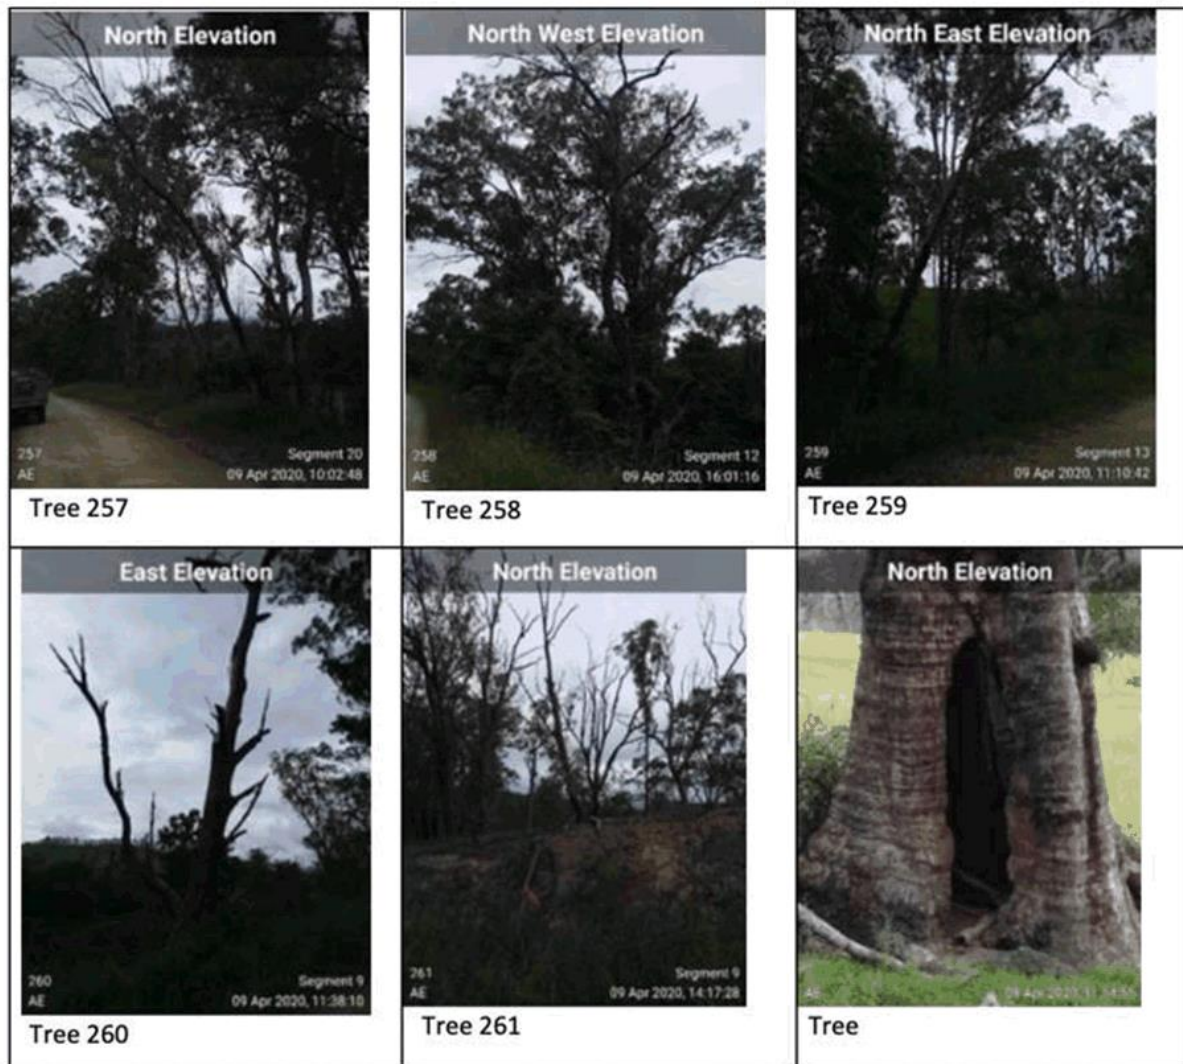 North Elevation
257
Segment 20
AE
09 Apr 2020, 10:02:48
Tree 257
North West Elevation
258
Segment 12
AE
09 Apr 2020, 16:01:16
Tree 258
North East Elevation
259
Segment 13
AE
09 Apr 2020, 11:10:42
Tree 259
East Elevation
260
Segment 9
AE
09 Apr 2020, 11:38:10
Tree 260
North Elevation
261
Segment 9
AE
09 Apr 2020, 14:17:28
Tree 261
North Elevation
AE
09 Apr 2020,
Tree